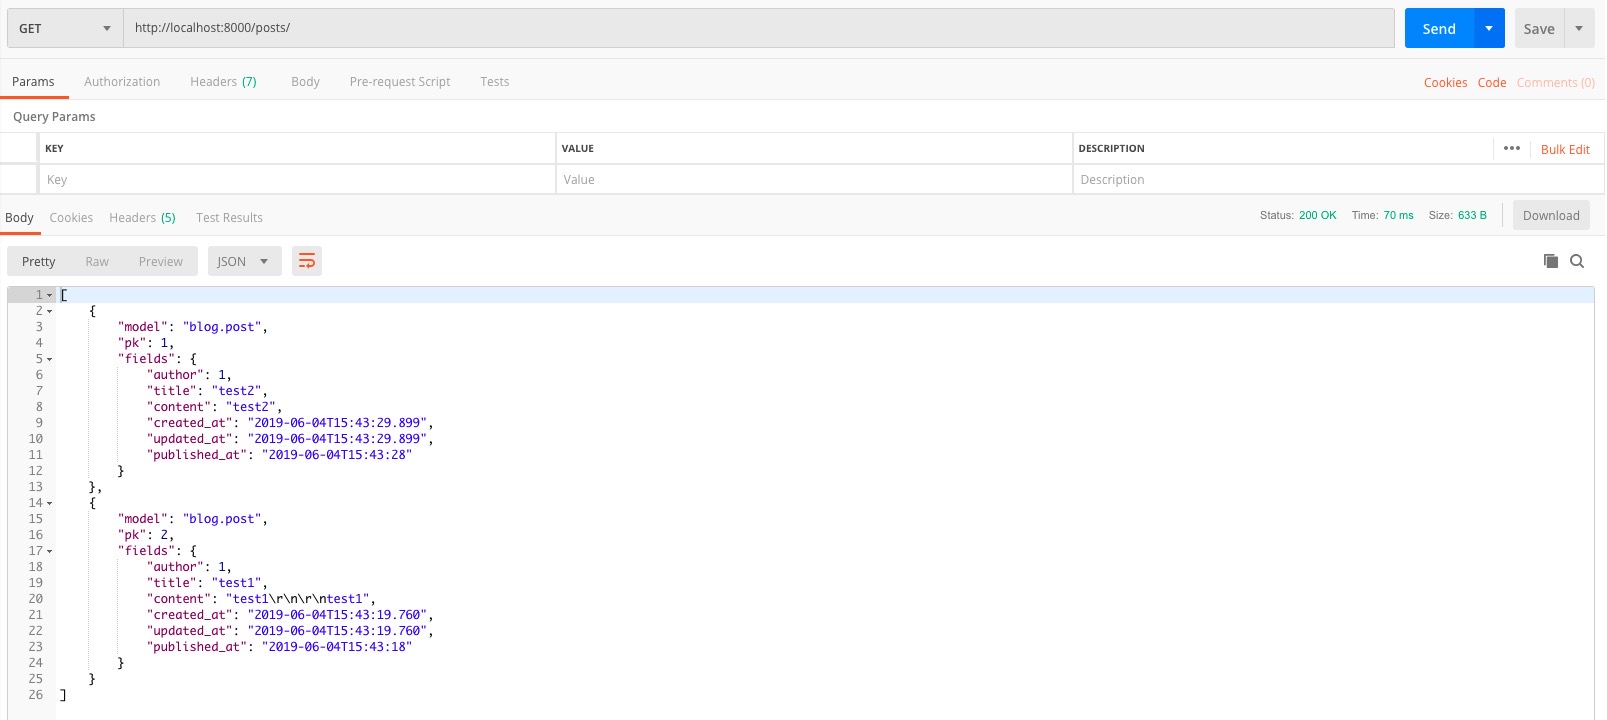 GET http://localhost:8000/posts/ Send Save
Params Authorization Headers (7) Body Pre-request Script Tests Cookies Code Comments (0)
Query Params
KEY VALUE DESCRIPTION ••• Bulk Edit
Key Value Description
Body Cookies Headers (5) Test Results Status: 200 OK Time: 70 ms Size: 633 B Download
Pretty Raw Preview JSON
1 [
2 {
3 "model": "blog.post",
4 "pk": 1,
5 "fields": {
6 "author": 1,
7 "title": "test2",
8 "content": "test2",
9 "created_at": "2019-06-04T15:43:29.899",
10 "updated_at": "2019-06-04T15:43:29.899",
11 "published_at": "2019-06-04T15:43:28"
12 }
13 },
14 {
15 "model": "blog.post",
16 "pk": 2,
17 "fields": {
18 "author": 1,
19 "title": "test1",
20 "content": "test1\r\n\r\ntest1",
21 "created_at": "2019-06-04T15:43:19.760",
22 "updated_at": "2019-06-04T15:43:19.760",
23 "published_at": "2019-06-04T15:43:18"
24 }
25 }
26 ]